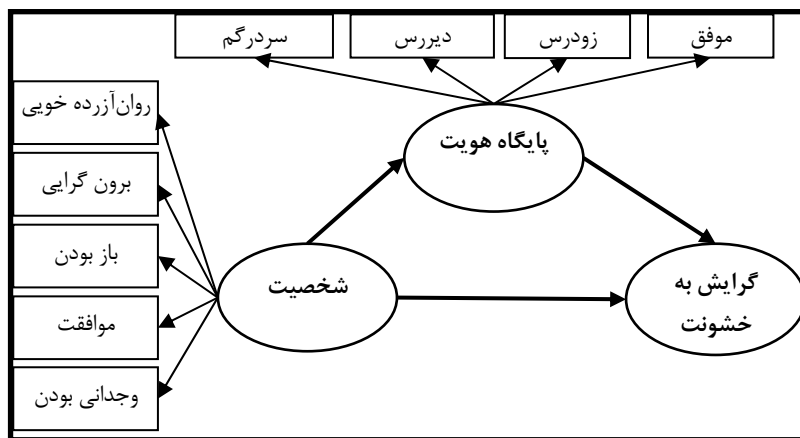 موفق
زودرس
دیررس
سردرگم
پایگاه هویت
روان‌آزرده خویی
برون گرایی
باز بودن
موافقت
وجدانی بودن
شخصیت
گرایش به
خشونت